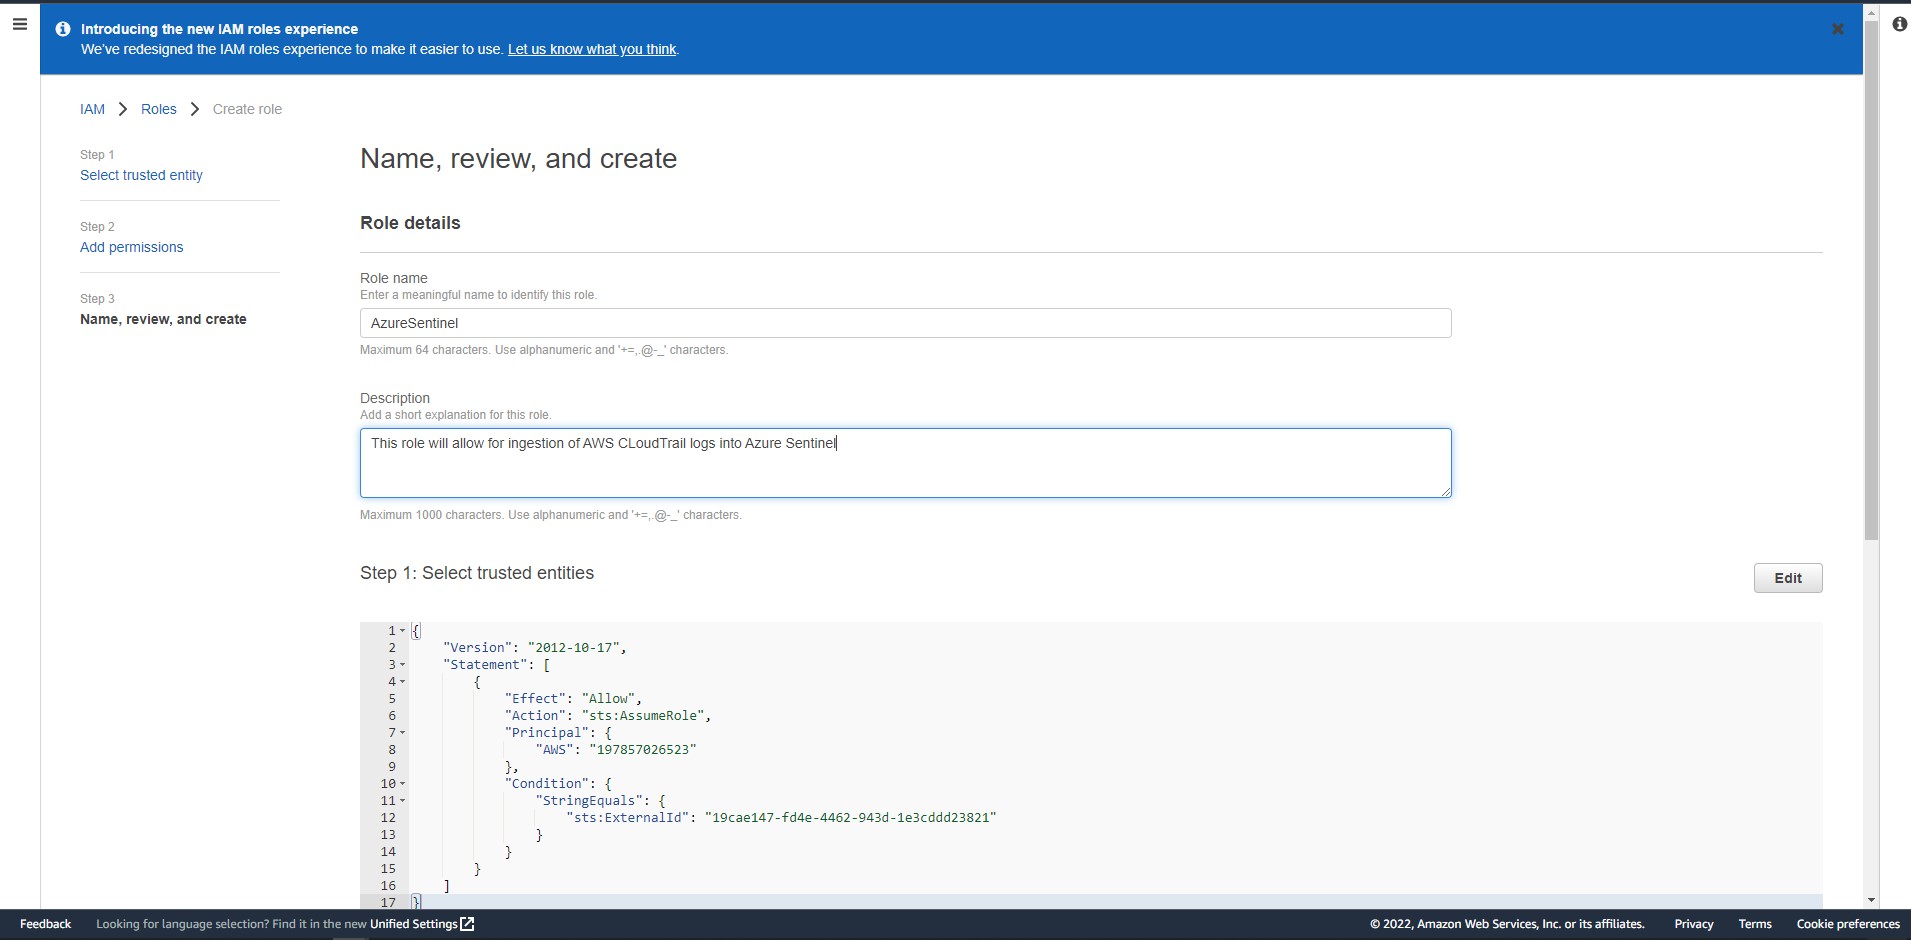 Introducing the new IAM roles experience
We've redesigned the IAM roles experience to make it easier to use. Let us know what you think.
IAM > Roles > Create role
Step 1
Select trusted entity
Step 2
Add permissions
Step 3
Name, review, and create
Name, review, and create
Role details
Role name
Enter a meaningful name to identify this role.
AzureSentinel
Maximum 64 characters. Use alphanumeric and '+=,.@-_' characters.
Description
Add a short explanation for this role.
This role will allow for ingestion of AWS CLoudTrail logs into Azure Sentinel
Maximum 1000 characters. Use alphanumeric and '+=,.@-_' characters.
Step 1: Select trusted entities
Edit
1 {
2     "Version": "2012-10-17",
3     "Statement": [
4         {
5             "Effect": "Allow",
6             "Action": "sts:AssumeRole",
7             "Principal": {
8                 "AWS": "197857026523"
9             },
10             "Condition": {
11                 "StringEquals": {
12                     "sts:ExternalId": "19cae147-fd4e-4462-943d-1e3cddd23821"
13                 }
14             }
15         }
16     ]
17 }
Feedback
Looking for language selection? Find it in the new Unified Settings
© 2022, Amazon Web Services, Inc. or its affiliates.
Privacy
Terms
Cookie preferences